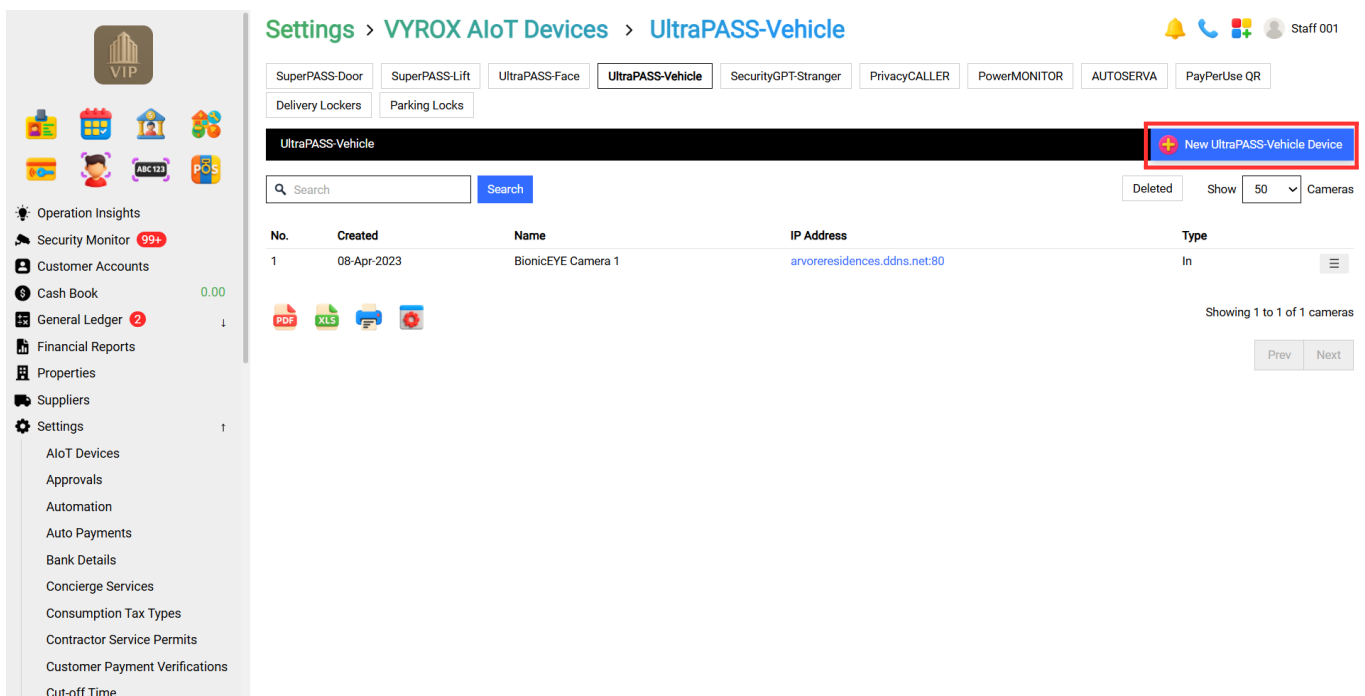 VIP
ABC 123
POS
Operation Insights
Security Monitor 99+
Customer Accounts
Cash Book 0.00
General Ledger 2 ↓
Financial Reports
Properties
Suppliers
Settings ↑
AIoT Devices
Approvals
Automation
Auto Payments
Bank Details
Concierge Services
Consumption Tax Types
Contractor Service Permits
Customer Payment Verifications
Cut-off Time
Settings › VYROX AIoT Devices › UltraPASS-Vehicle
Staff 001
SuperPASS-Door SuperPASS-Lift UltraPASS-Face UltraPASS-Vehicle SecurityGPT-Stranger PrivacyCALLER PowerMONITOR AUTOSERVA PayPerUse QR
Delivery Lockers Parking Locks
UltraPASS-Vehicle New UltraPASS-Vehicle Device
Search Search Deleted Show 50 Cameras
No. Created Name IP Address Type
1 08-Apr-2023 BionicEYE Camera 1 arvoreresidences.ddns.net:80 In
PDF XLS
Showing 1 to 1 of 1 cameras
Prev Next